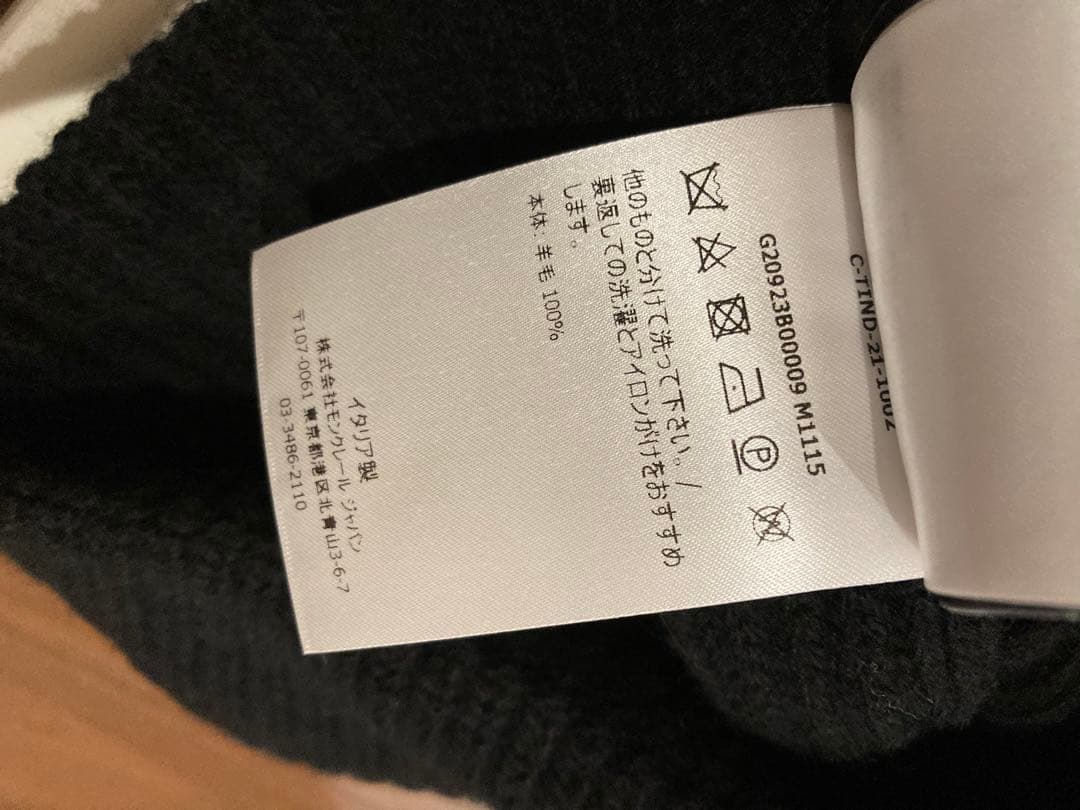 C-TIND-21-1002
G20923B00009 M1115
P
W
他のものと分けて洗って下さい。/
裏返しての洗濯とアイロンがけをおすすめ
します。
本体: 羊毛 100%
イタリア製
株式会社モンクレール ジャパン
〒107-0061 東京都港区北青山3-6-7
03-3486-2110